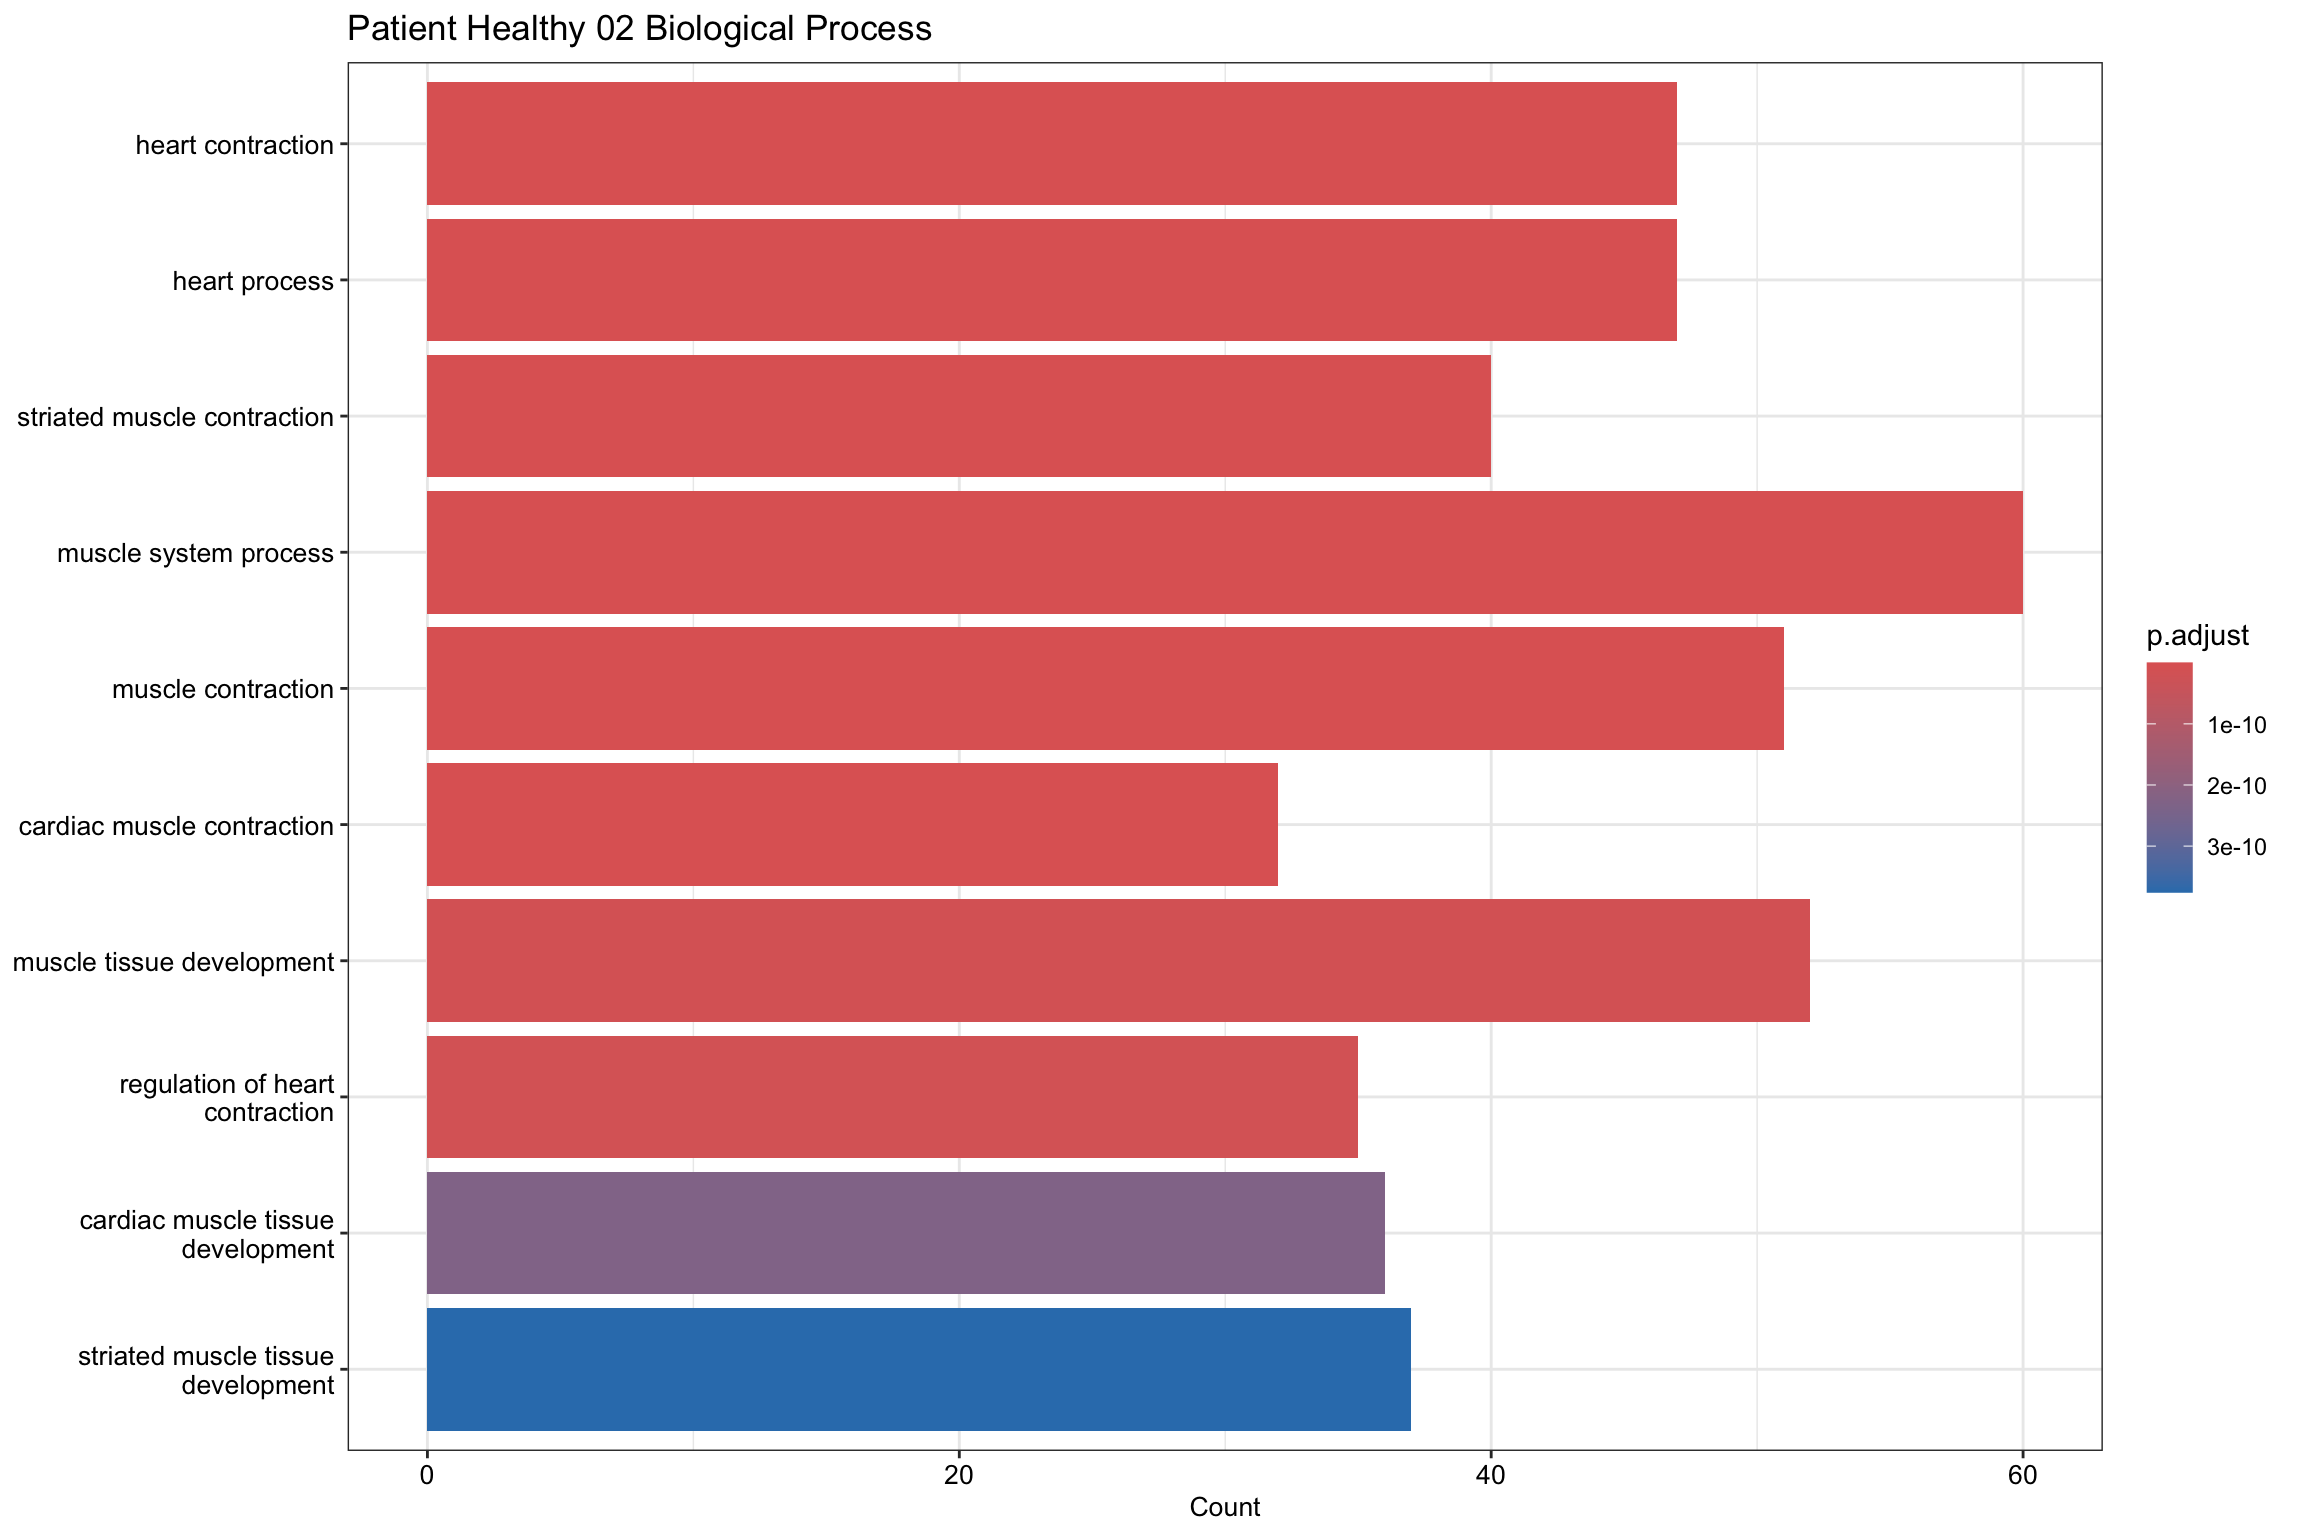 Patient Healthy 02 Biological Process
heart contraction
heart process
striated muscle contraction
muscle system process
muscle contraction
cardiac muscle contraction
muscle tissue development
regulation of heart
contraction
cardiac muscle tissue
development
striated muscle tissue
development
0 20 40 60
Count
p.adjust
1e-10
2e-10
3e-10